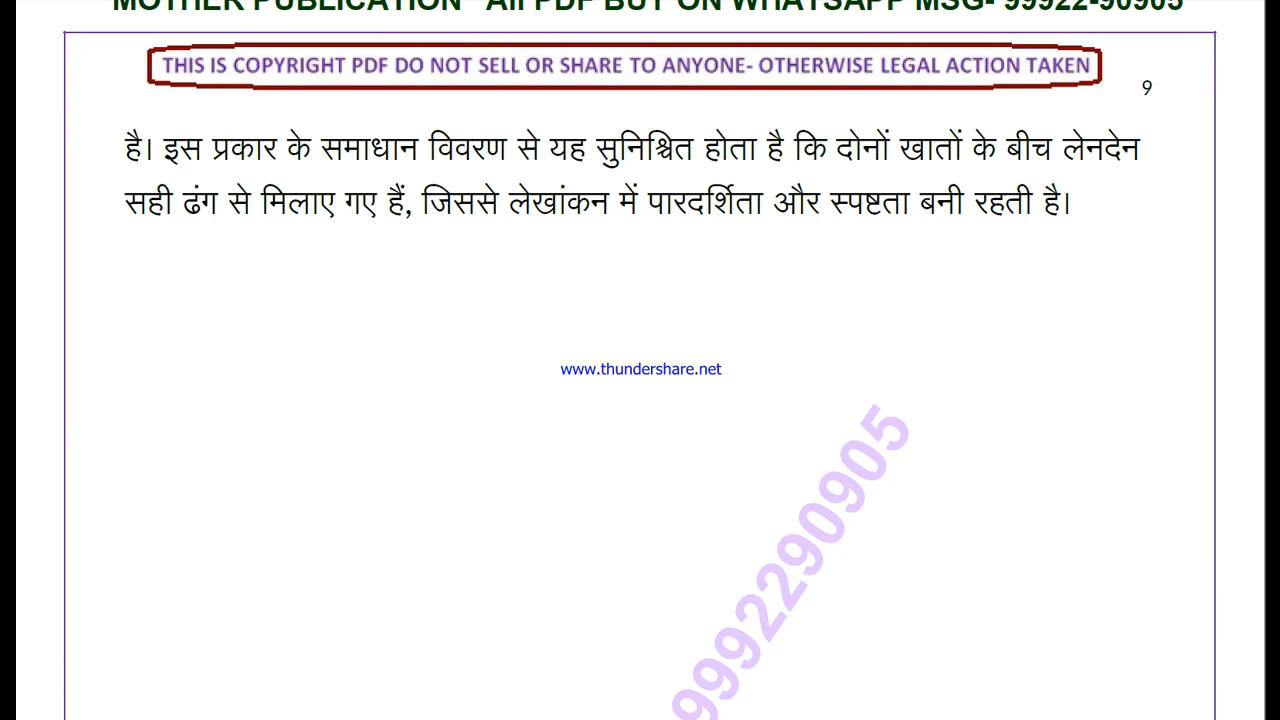 MOTHER PUBLICATION All PDF BUT ON WHATSAPP MSG- 99922-90905
THIS IS COPYRIGHT PDF DO NOT SELL OR SHARE TO ANYONE- OTHERWISE LEGAL ACTION TAKEN
9
है। इस प्रकार के समाधान विवरण से यह सुनिश्चित होता है कि दोनों खातों के बीच लेनदेन
सही ढंग से मिलाए गए हैं, जिससे लेखांकन में पारदर्शिता और स्पष्टता बनी रहती है।
www.thundershare.net
9992290905